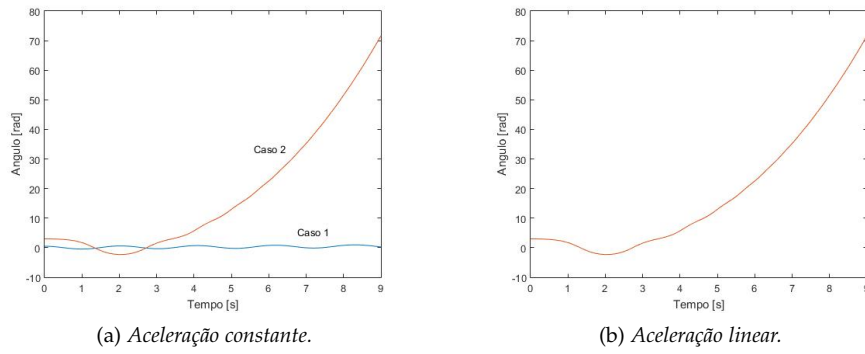 80
70
60
50
40
30
20
10
0
-10
Angulo [rad]
Caso 2
Caso 1
0 1 2 3 4 5 6 7 8 9
Tempo [s]
(a) Aceleração constante.
80
70
60
50
40
30
20
10
0
-10
Angulo [rad]
0 1 2 3 4 5 6 7 8 9
Tempo [s]
(b) Aceleração linear.